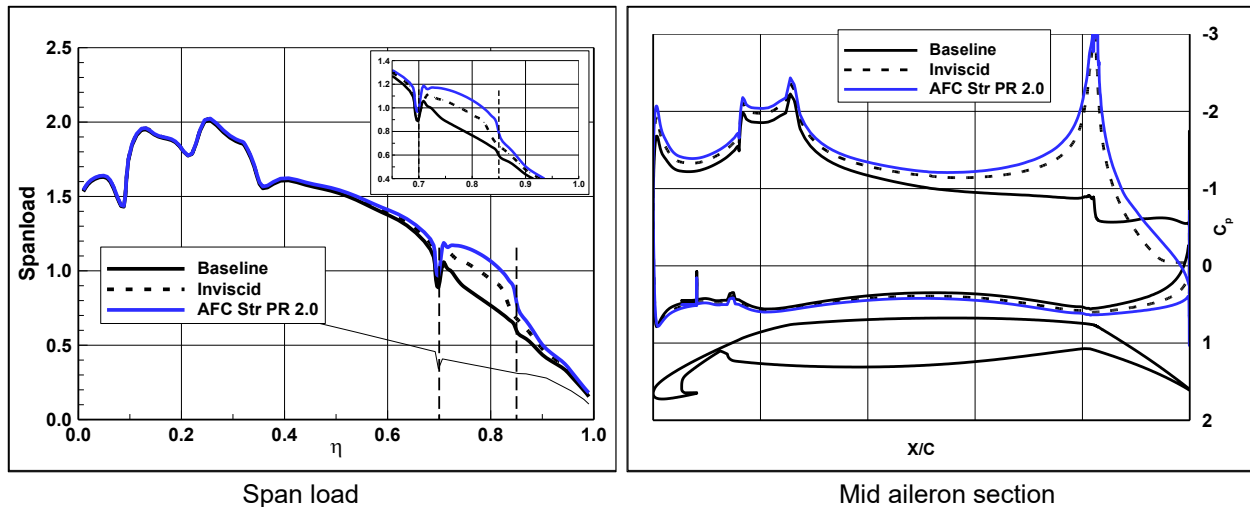 2.5
2.0
1.5
1.0
0.5
0.0
Spanload
0.0 0.2 0.4 0.6 0.8 1.0
η
Baseline
Inviscid
AFC Str PR 2.0
1.4
1.2
1.0
0.8
0.6
0.4
0.7 0.8 0.9 1.0
Span load
Baseline
Inviscid
AFC Str PR 2.0
-3
-2
-1
0
1
2
Cp
X/C
Mid aileron section